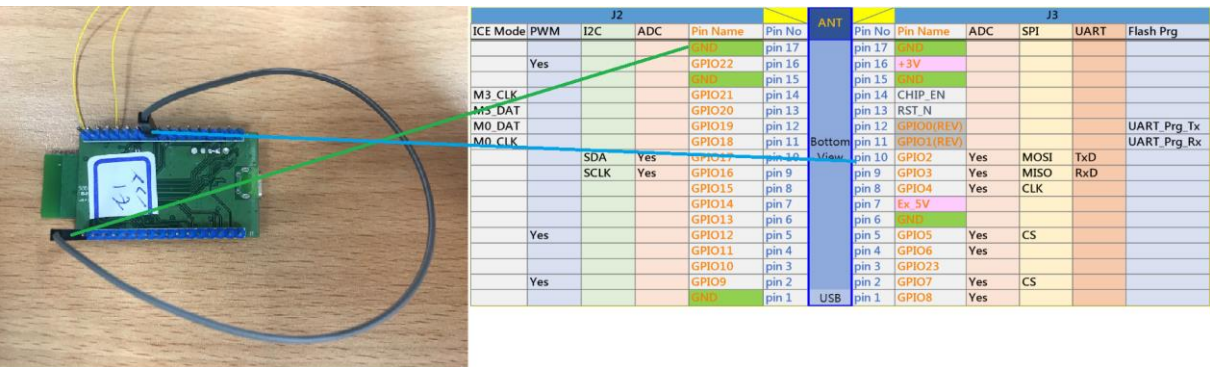 J2 ANT J3
ICE Mode PWM I2C ADC Pin Name Pin No Pin No Pin Name ADC SPI UART Flash Prg
GND pin 17 pin 17 GND
Yes GPIO22 pin 16 pin 16 +3V
GND pin 15 pin 15 GND
M3_CLK GPIO21 pin 14 pin 14 CHIP_EN
M3_DAT GPIO20 pin 13 pin 13 RST_N
M0_DAT GPIO19 pin 12 pin 12 GPIO0(REV) UART_Prg_Tx
M0_CLK GPIO18 pin 11 Bottom pin 11 GPIO1(REV) UART_Prg_Rx
SDA Yes GPIO17 pin 10 View pin 10 GPIO2 Yes MOSI TxD
SCLK Yes GPIO16 pin 9 pin 9 GPIO3 Yes MISO RxD
GPIO15 pin 8 pin 8 GPIO4 Yes CLK
GPIO14 pin 7 pin 7 Ex_5V
GPIO13 pin 6 pin 6 GND
Yes GPIO12 pin 5 pin 5 GPIO5 Yes CS
GPIO11 pin 4 pin 4 GPIO6 Yes
GPIO10 pin 3 pin 3 GPIO23
Yes GPIO9 pin 2 pin 2 GPIO7 Yes CS
GND pin 1 USB pin 1 GPIO8 Yes